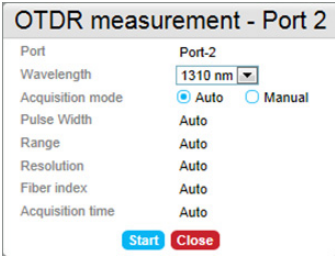 OTDR measurement - Port 2
Port Port-2
Wavelength 1310 nm
Acquisition mode Auto Manual
Pulse Width Auto
Range Auto
Resolution Auto
Fiber index Auto
Acquisition time Auto
Start Close